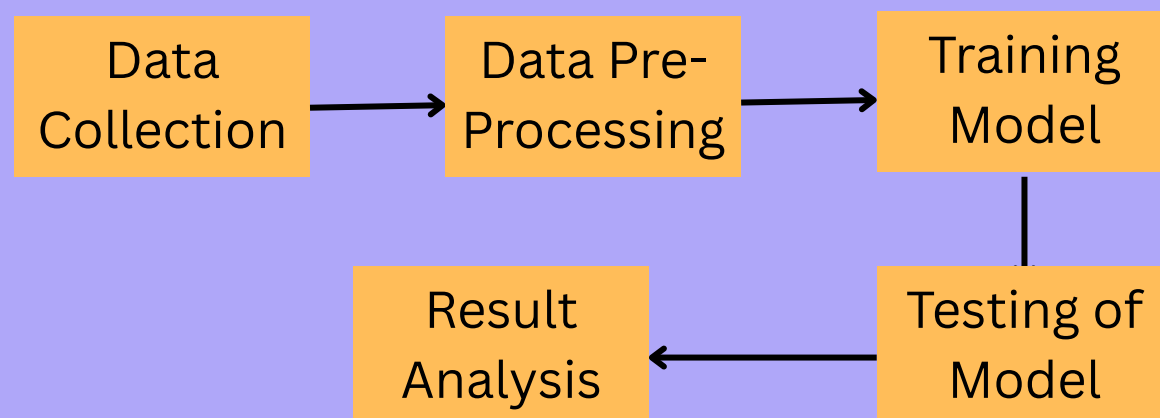 Data
Collection
Data Pre-
Processing
Training
Model
Testing of
Model
Result
Analysis